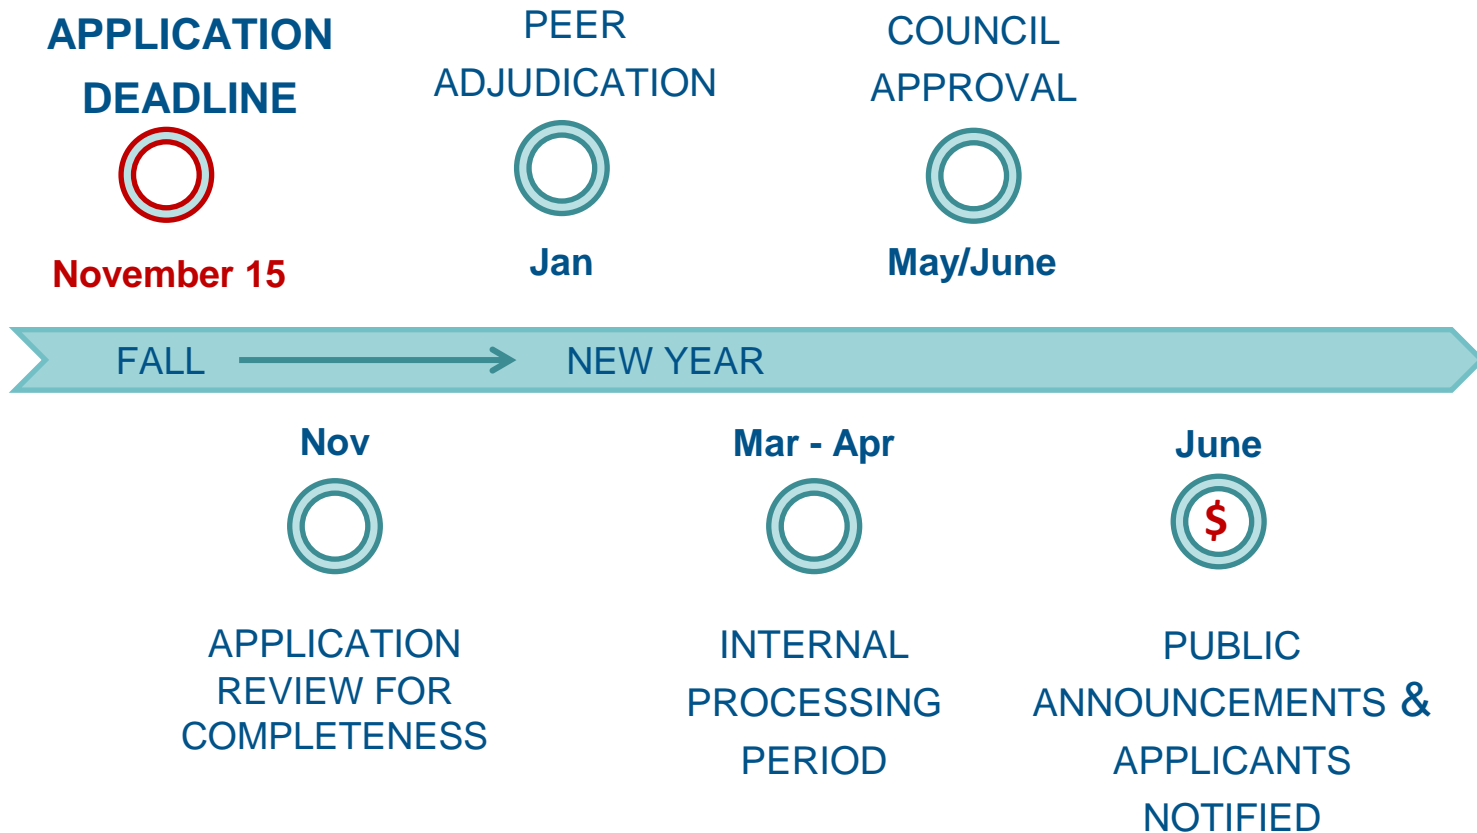 APPLICATION
DEADLINE
November 15
PEER
ADJUDICATION
Jan
COUNCIL
APPROVAL
May/June
FALL
NEW YEAR
Nov
APPLICATION
REVIEW FOR
COMPLETENESS
Mar - Apr
INTERNAL
PROCESSING
PERIOD
June
$
PUBLIC
ANNOUNCEMENTS &
APPLICANTS
NOTIFIED